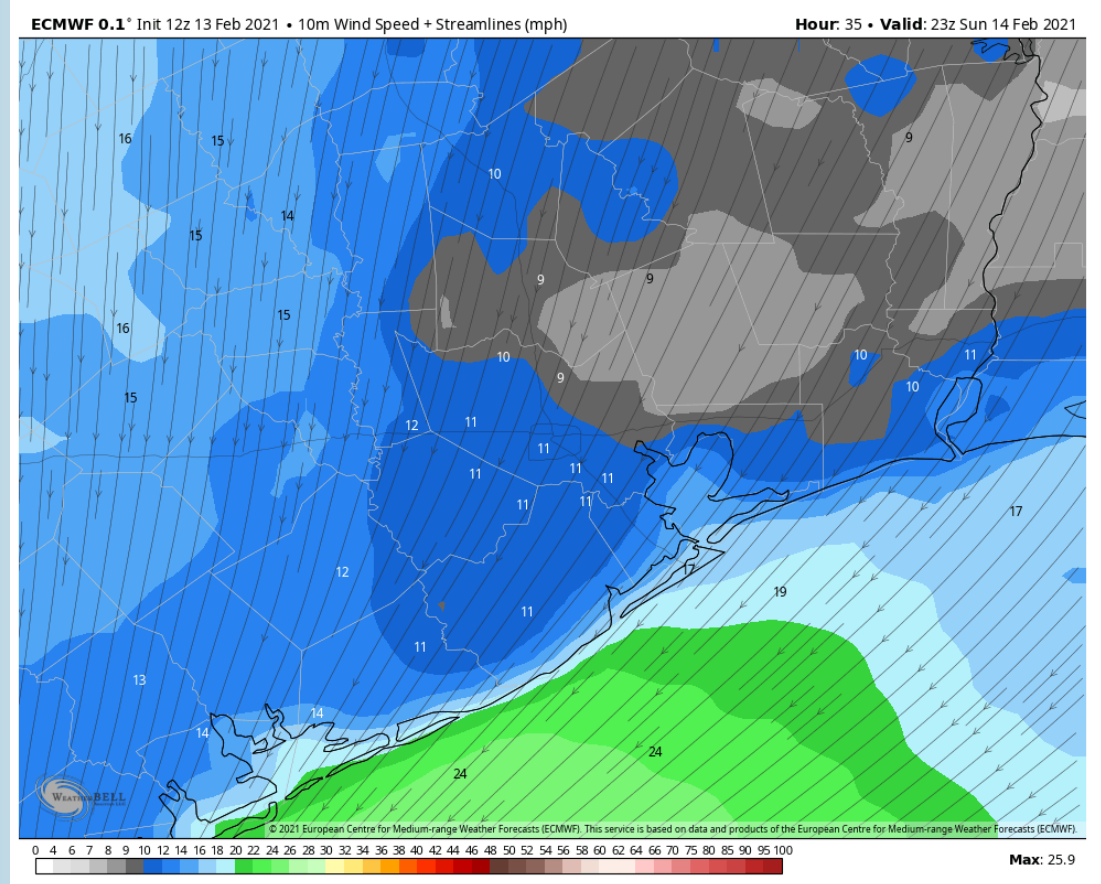 ECMWF 0.1° Init 12z 13 Feb 2021 • 10m Wind Speed + Streamlines (mph) Hour: 35 • Valid: 23z Sun 14 Feb 2021
16 15 9
10
14
15
9 9
15
16
10 10 11
9 10
15
12 11
11
11 11 11
11 11
17
12
17
19
11
11
13
14
14
24
24
WEATHERBELL
© 2021 European Centre for Medium-range Weather Forecasts (ECMWF). This service is based on data and products of the European Centre for Medium-range Weather Forecasts (ECMWF).
0 4 6 7 8 9 10 12 14 16 18 20 22 24 26 28 30 32 34 36 38 40 42 44 46 48 50 52 54 56 58 60 62 64 66 70 75 80 85 90 95 100
Max: 25.9